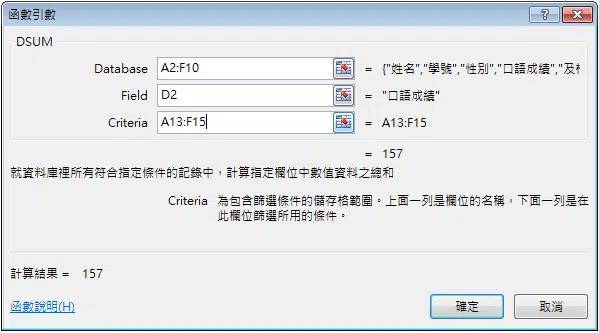 函數引數
DSUM
Database A2:F10 = {"姓名","學號","性別","口語成績","及
Field D2 = "口語成績"
Criteria A13:F15 = A13:F15
= 157
就資料庫裡所有符合指定條件的記錄中，計算指定欄位中數值資料之總和
Criteria 為包含篩選條件的儲存格範圍。上面一列是欄位的名稱，下面一列是在
此欄位篩選所用的條件。
計算結果 = 157
函數說明(H)
確定 取消